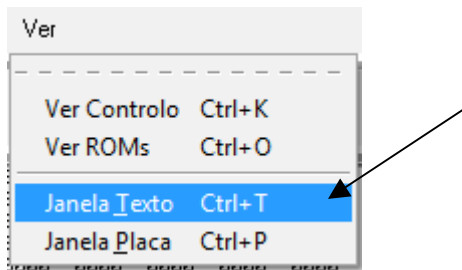 Ver
Ver Controlo Ctrl+K
Ver ROMs Ctrl+O
Janela Texto Ctrl+T
Janela Placa Ctrl+P